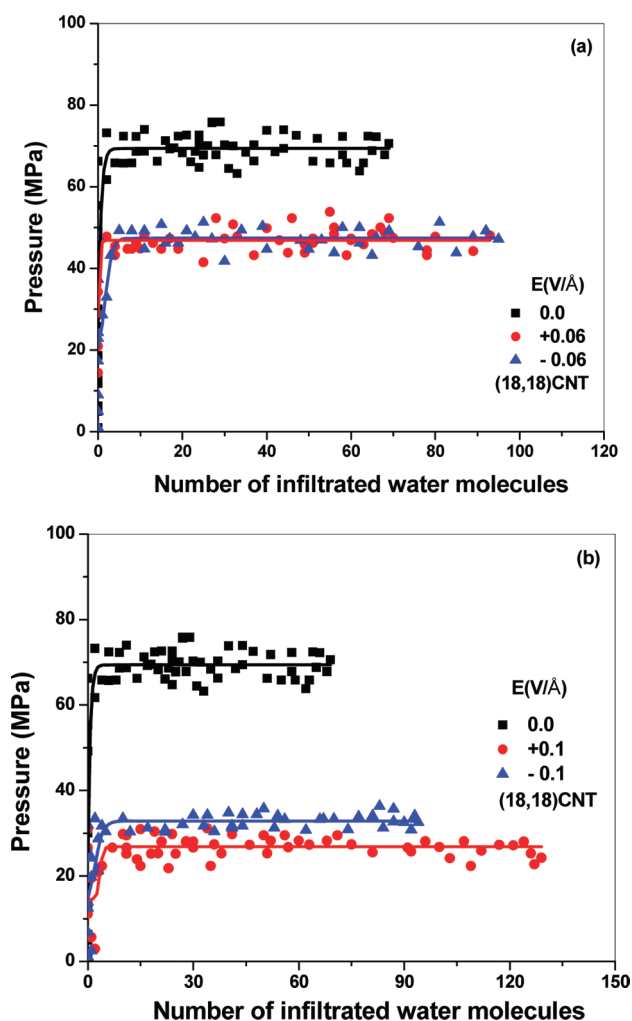 100
(a)
80
60
Pressure (MPa)
40
E(V/Å)
0.0
+0.06
- 0.06
20
(18,18)CNT
0
0 20 40 60 80 100 120
Number of infiltrated water molecules
100
(b)
80
60
Pressure (MPa)
E(V/Å)
0.0
+0.1
40
- 0.1
(18,18)CNT
20
0
0 30 60 90 120 150
Number of infiltrated water molecules